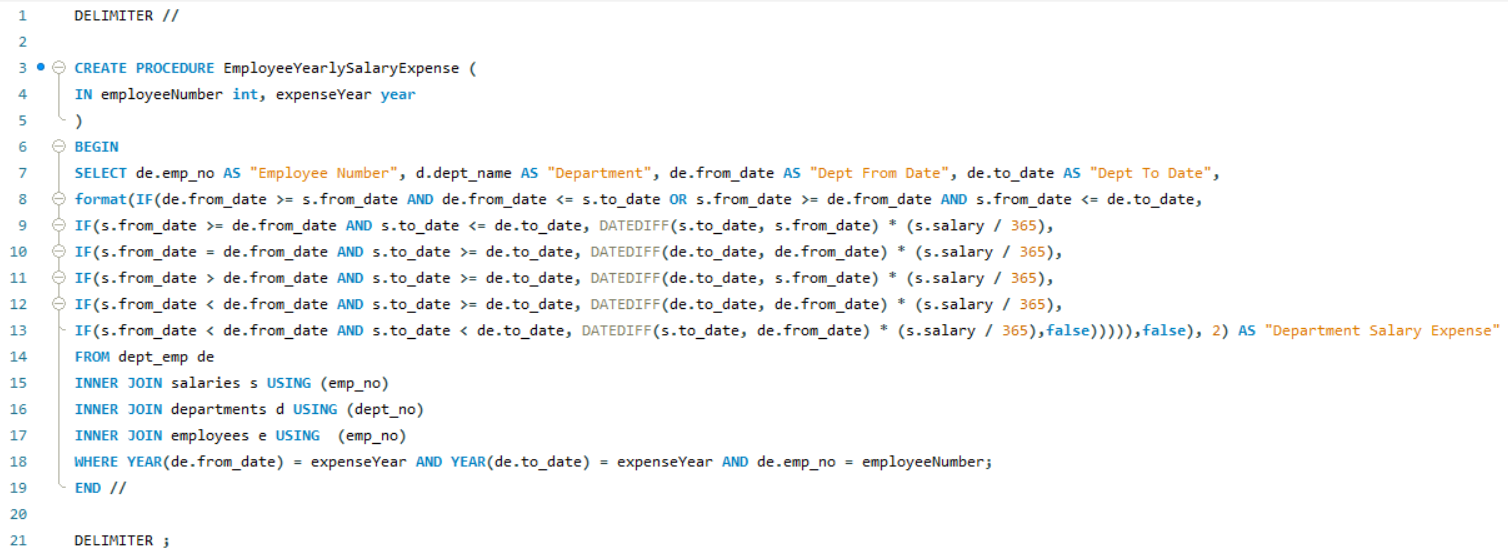 1 DELIMITER //
2
3 CREATE PROCEDURE EmployeeYearlySalaryExpense (
4 IN employeeNumber int, expenseYear year
5 )
6 BEGIN
7 SELECT de.emp_no AS "Employee Number", d.dept_name AS "Department", de.from_date AS "Dept From Date", de.to_date AS "Dept To Date",
8 format(IF(de.from_date >= s.from_date AND de.from_date <= s.to_date OR s.from_date >= de.from_date AND s.from_date <= de.to_date,
9 IF(s.from_date >= de.from_date AND s.to_date <= de.to_date, DATEDIFF(s.to_date, s.from_date) * (s.salary / 365),
10 IF(s.from_date = de.from_date AND s.to_date >= de.to_date, DATEDIFF(de.to_date, de.from_date) * (s.salary / 365),
11 IF(s.from_date > de.from_date AND s.to_date >= de.to_date, DATEDIFF(de.to_date, s.from_date) * (s.salary / 365),
12 IF(s.from_date < de.from_date AND s.to_date >= de.to_date, DATEDIFF(de.to_date, de.from_date) * (s.salary / 365),
13 IF(s.from_date < de.from_date AND s.to_date < de.to_date, DATEDIFF(s.to_date, de.from_date) * (s.salary / 365),false))))),false), 2) AS "Department Salary Expense"
14 FROM dept_emp de
15 INNER JOIN salaries s USING (emp_no)
16 INNER JOIN departments d USING (dept_no)
17 INNER JOIN employees e USING  (emp_no)
18 WHERE YEAR(de.from_date) = expenseYear AND YEAR(de.to_date) = expenseYear AND de.emp_no = employeeNumber;
19 END //
20
21 DELIMITER ;